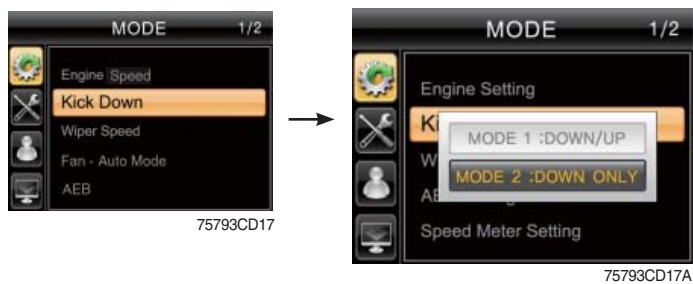 MODE 1/2
Engine Speed
Kick Down
Wiper Speed
Fan - Auto Mode
AEB
75793CD17
MODE 1/2
Engine Setting
Ki
MODE 1 :DOWN/UP
W
MODE 2 :DOWN ONLY
AE
Speed Meter Setting
75793CD17A